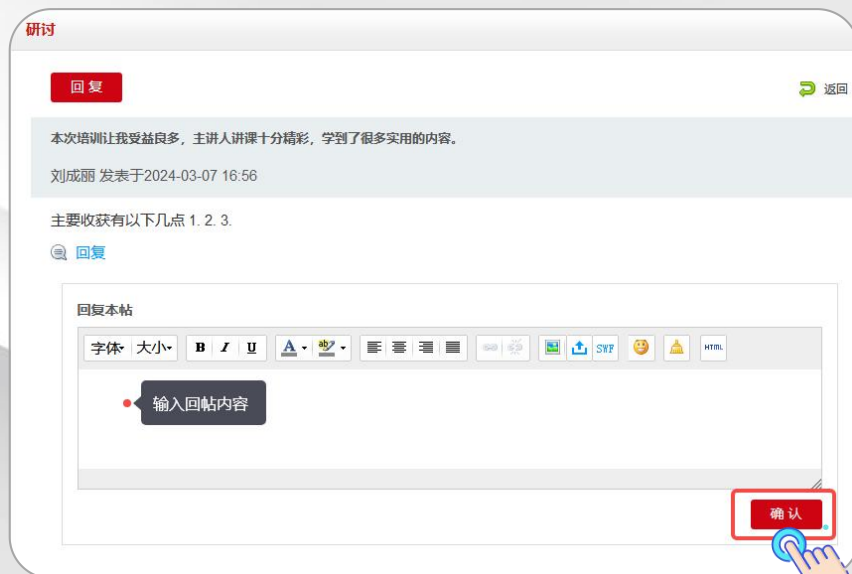 研讨
回复
返回
本次培训让我受益良多，主讲人讲课十分精彩，学到了很多实用的内容。
刘成丽 发表于2024-03-07 16:56
主要收获有以下几点 1. 2. 3.
回复
回复本帖
字体 大小 B I U A ab SWF HTML
输入回帖内容
确认